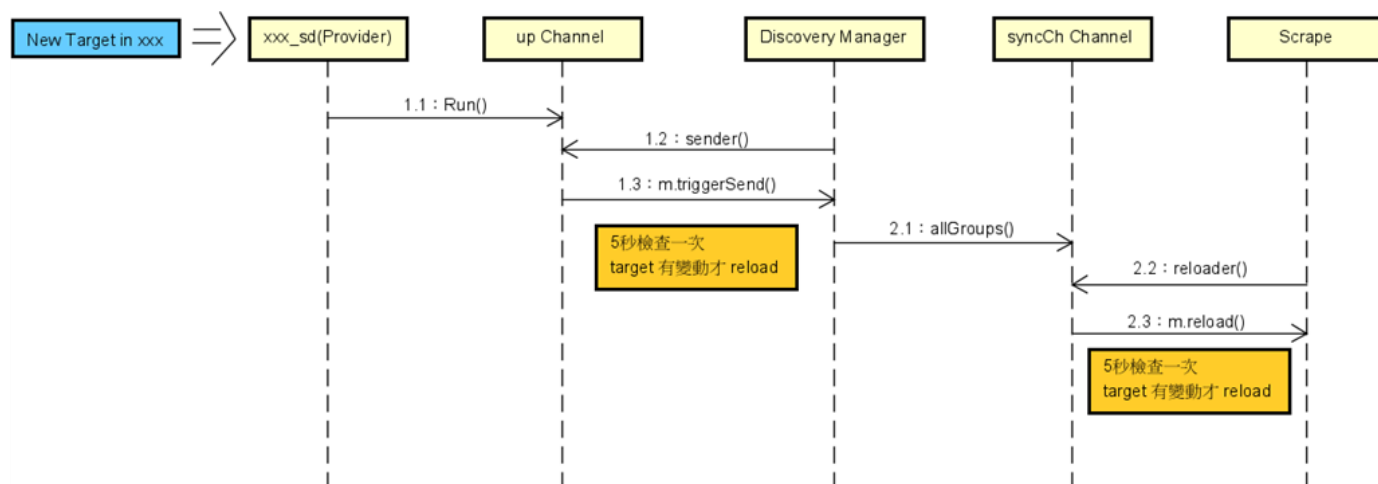 New Target in xxx
xxx_sd(Provider)
up Channel
Discovery Manager
syncCh Channel
Scrape
1.1：Run()
1.2：sender()
1.3：m.triggerSend()
5秒檢查一次
target 有變動才 reload
2.1：allGroups()
2.2：reloader()
2.3：m.reload()
5秒檢查一次
target 有變動才 reload